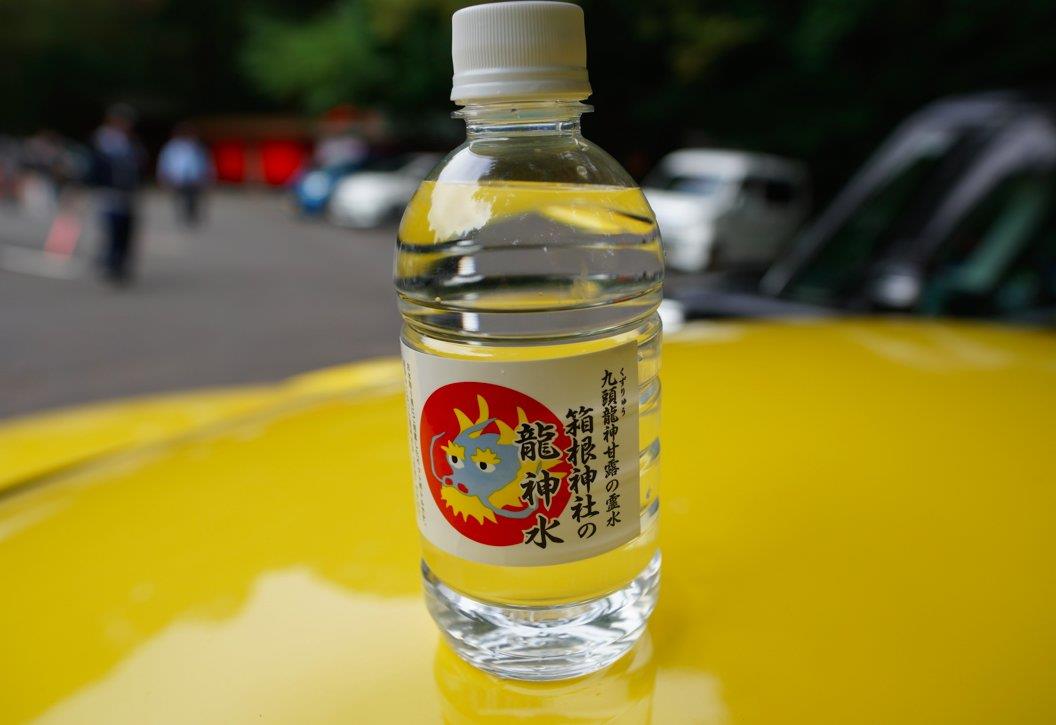 くずりゅう
九頭龍神甘露の霊水
箱根神社の
龍神水